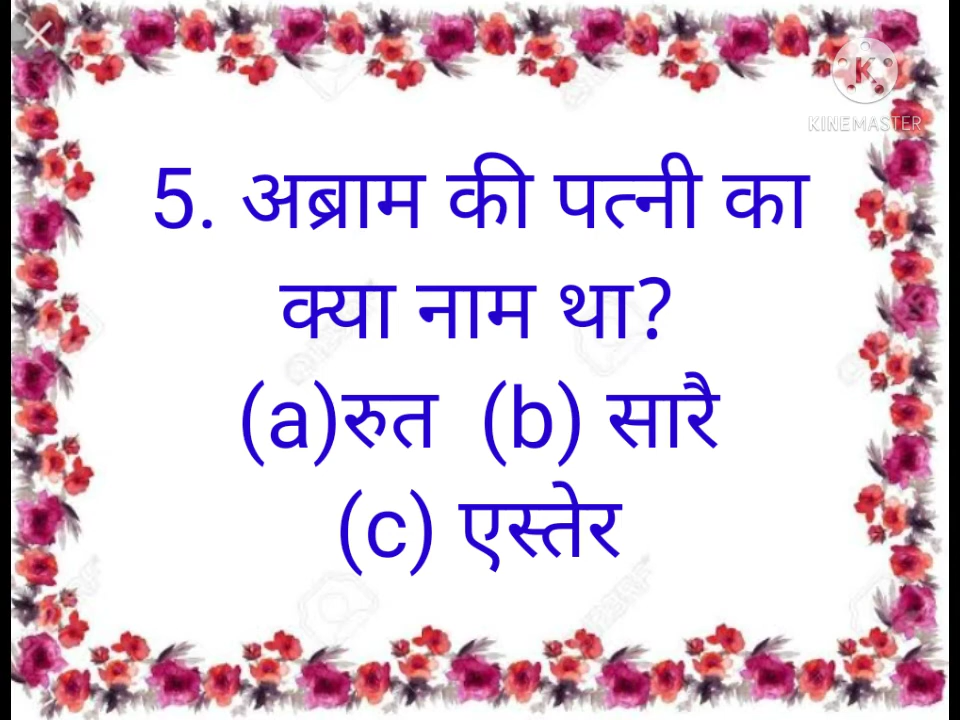 KINEMASTER
5. अब्राम की पत्नी का
क्या नाम था?
(a)रुत (b) सारै
(c) एस्तेर